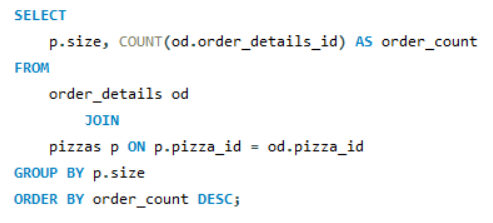 SELECT
    p.size, COUNT(od.order_details_id) AS order_count
FROM
    order_details od
        JOIN
    pizzas p ON p.pizza_id = od.pizza_id
GROUP BY p.size
ORDER BY order_count DESC;